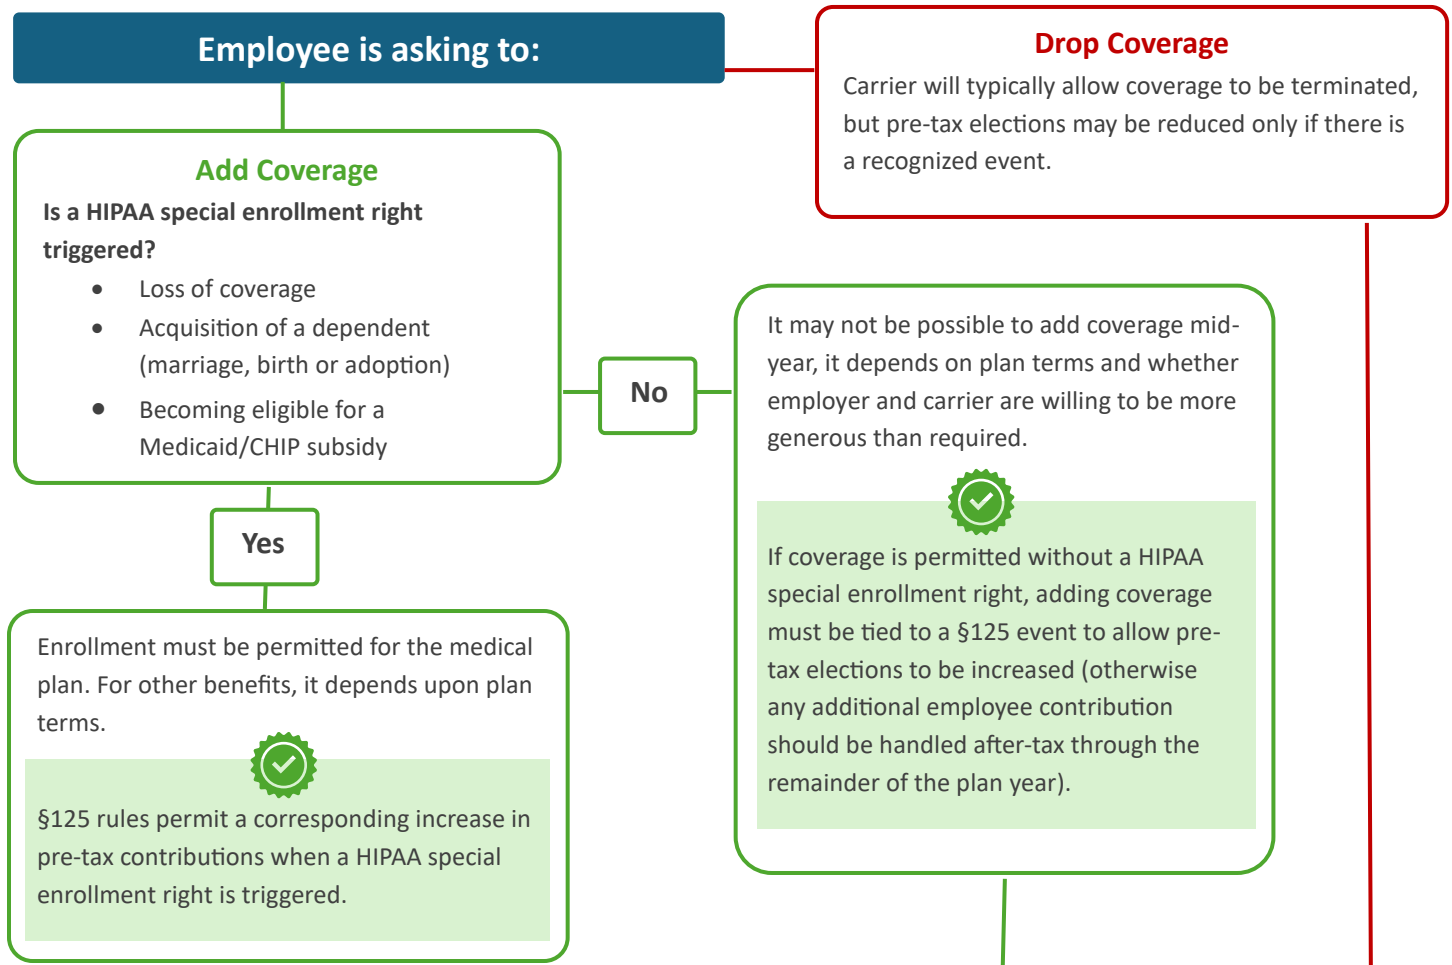 Employee is asking to:
Drop Coverage
Carrier will typically allow coverage to be terminated,
but pre-tax elections may be reduced only if there is
a recognized event.
Add Coverage
Is a HIPAA special enrollment right
triggered?
• Loss of coverage
• Acquisition of a dependent
(marriage, birth or adoption)
• Becoming eligible for a
Medicaid/CHIP subsidy
No
It may not be possible to add coverage mid-
year, it depends on plan terms and whether
employer and carrier are willing to be more
generous than required.
If coverage is permitted without a HIPAA
special enrollment right, adding coverage
must be tied to a §125 event to allow pre-
tax elections to be increased (otherwise
any additional employee contribution
should be handled after-tax through the
remainder of the plan year).
Yes
Enrollment must be permitted for the medical
plan. For other benefits, it depends upon plan
terms.
§125 rules permit a corresponding increase in
pre-tax contributions when a HIPAA special
enrollment right is triggered.